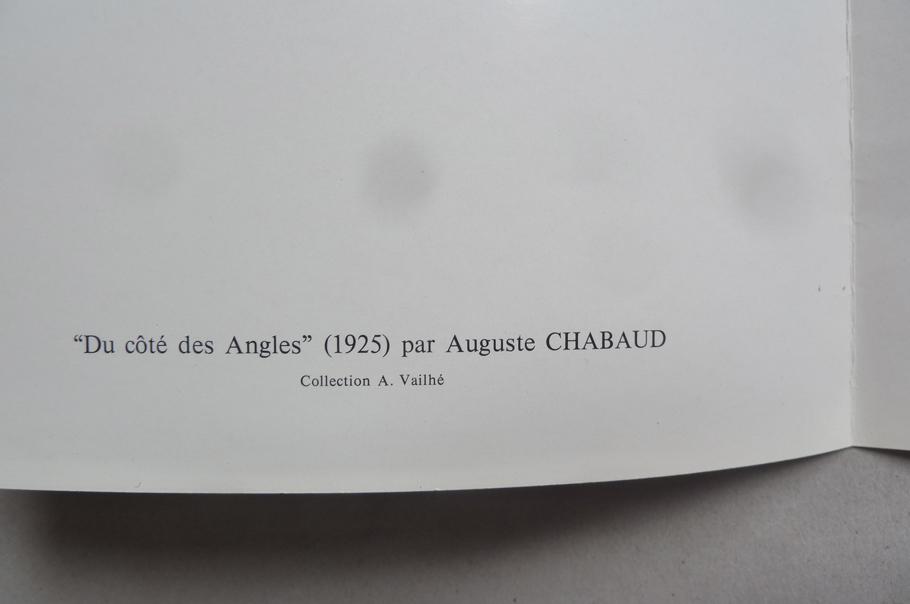 “Du côté des Angles” (1925) par Auguste CHABAUD
Collection A. Vailhé